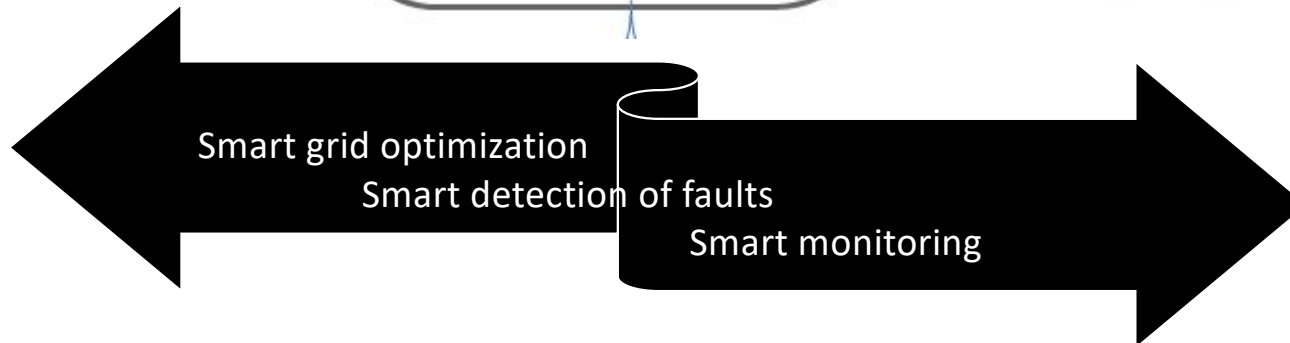 Smart grid optimization
Smart detection of faults
Smart monitoring